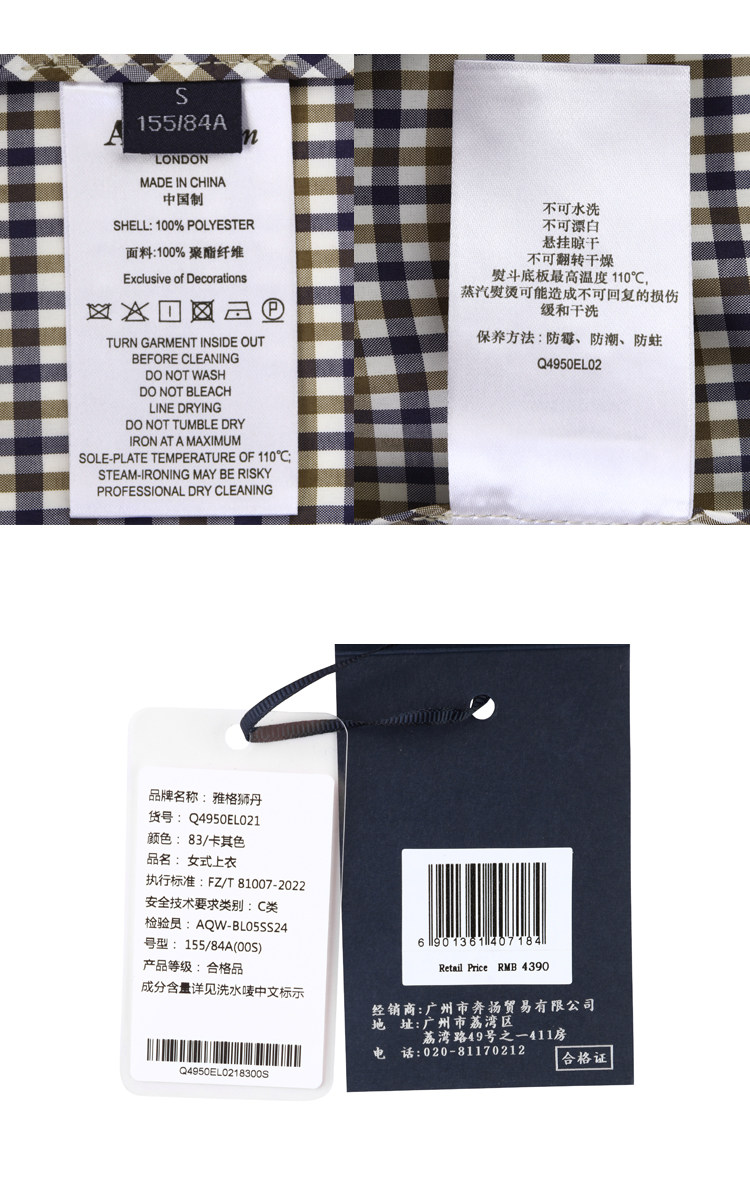 S
155/84A
LONDON
MADE IN CHINA
中国制
SHELL: 100% POLYESTER
面料:100% 聚酯纤维
Exclusive of Decorations
TURN GARMENT INSIDE OUT
BEFORE CLEANING
DO NOT WASH
DO NOT BLEACH
LINE DRYING
DO NOT TUMBLE DRY
IRON AT A MAXIMUM
SOLE-PLATE TEMPERATURE OF 110℃;
STEAM-IRONING MAY BE RISKY
PROFESSIONAL DRY CLEANING
不可水洗
不可漂白
悬挂晾干
不可翻转干燥
熨斗底板最高温度 110℃,
蒸汽熨烫可能造成不可回复的损伤
缓和干洗
保养方法：防霉、防潮、防蛀
Q4950EL02
品牌名称：雅格狮丹
货号：Q4950EL021
颜色：83/卡其色
品名：女式上衣
执行标准：FZ/T 81007-2022
安全技术要求类别：C类
检验员：AQW-BL05SS24
号型：155/84A(00S)
产品等级：合格品
成分含量详见洗水唛中文标示
Q4950EL0218300S
6 901361 407184
Retail Price RMB 4390
经销商:广州市奔扬贸易有限公司
地 址:广州市荔湾区
荔湾路49号之一411房
电 话:020-81170212
合格证